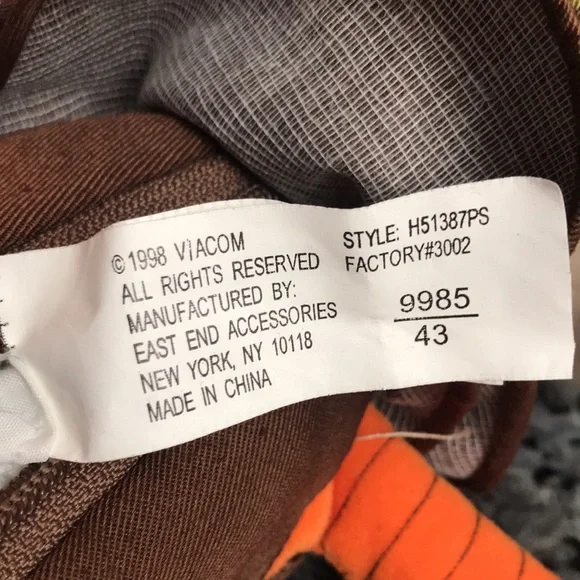 © 1998 VIACOM
ALL RIGHTS RESERVED
MANUFACTURED BY:
EAST END ACCESSORIES
NEW YORK, NY 10118
MADE IN CHINA
STYLE: H51387PS
FACTORY#3002
9985
43